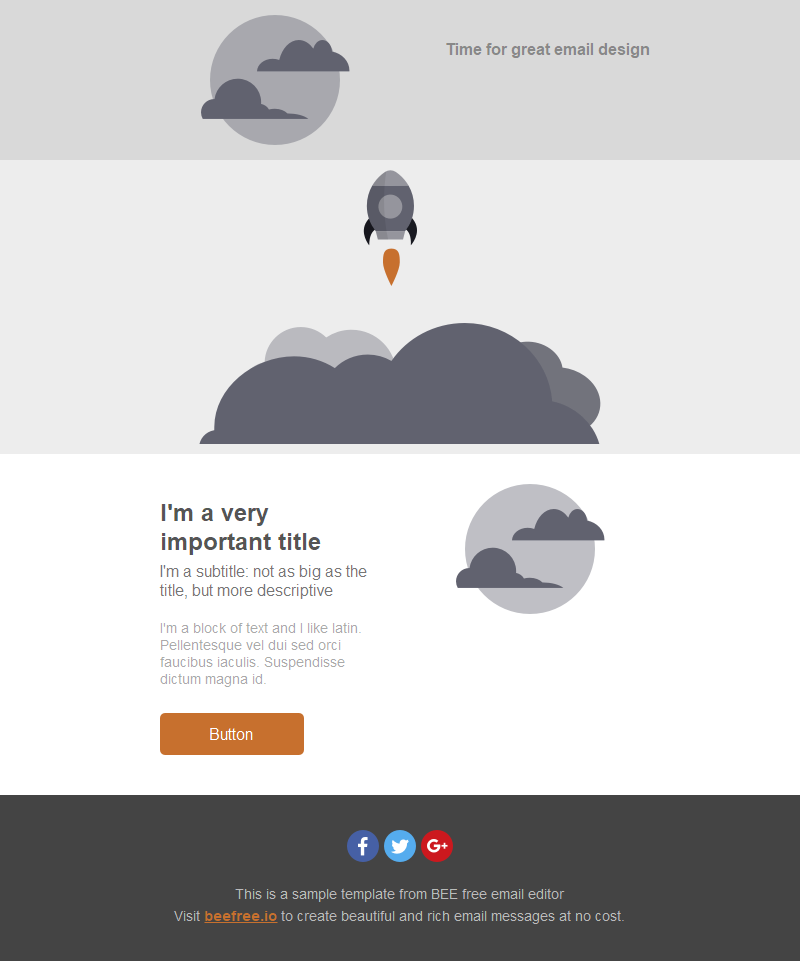 Time for great email design
I'm a very
important title
I'm a subtitle: not as big as the
title, but more descriptive
I'm a block of text and I like latin.
Pellentesque vel dui sed orci
faucibus iaculis. Suspendisse
dictum magna id.
Button
f G+
This is a sample template from BEE free email editor
Visit beefree.io to create beautiful and rich email messages at no cost.